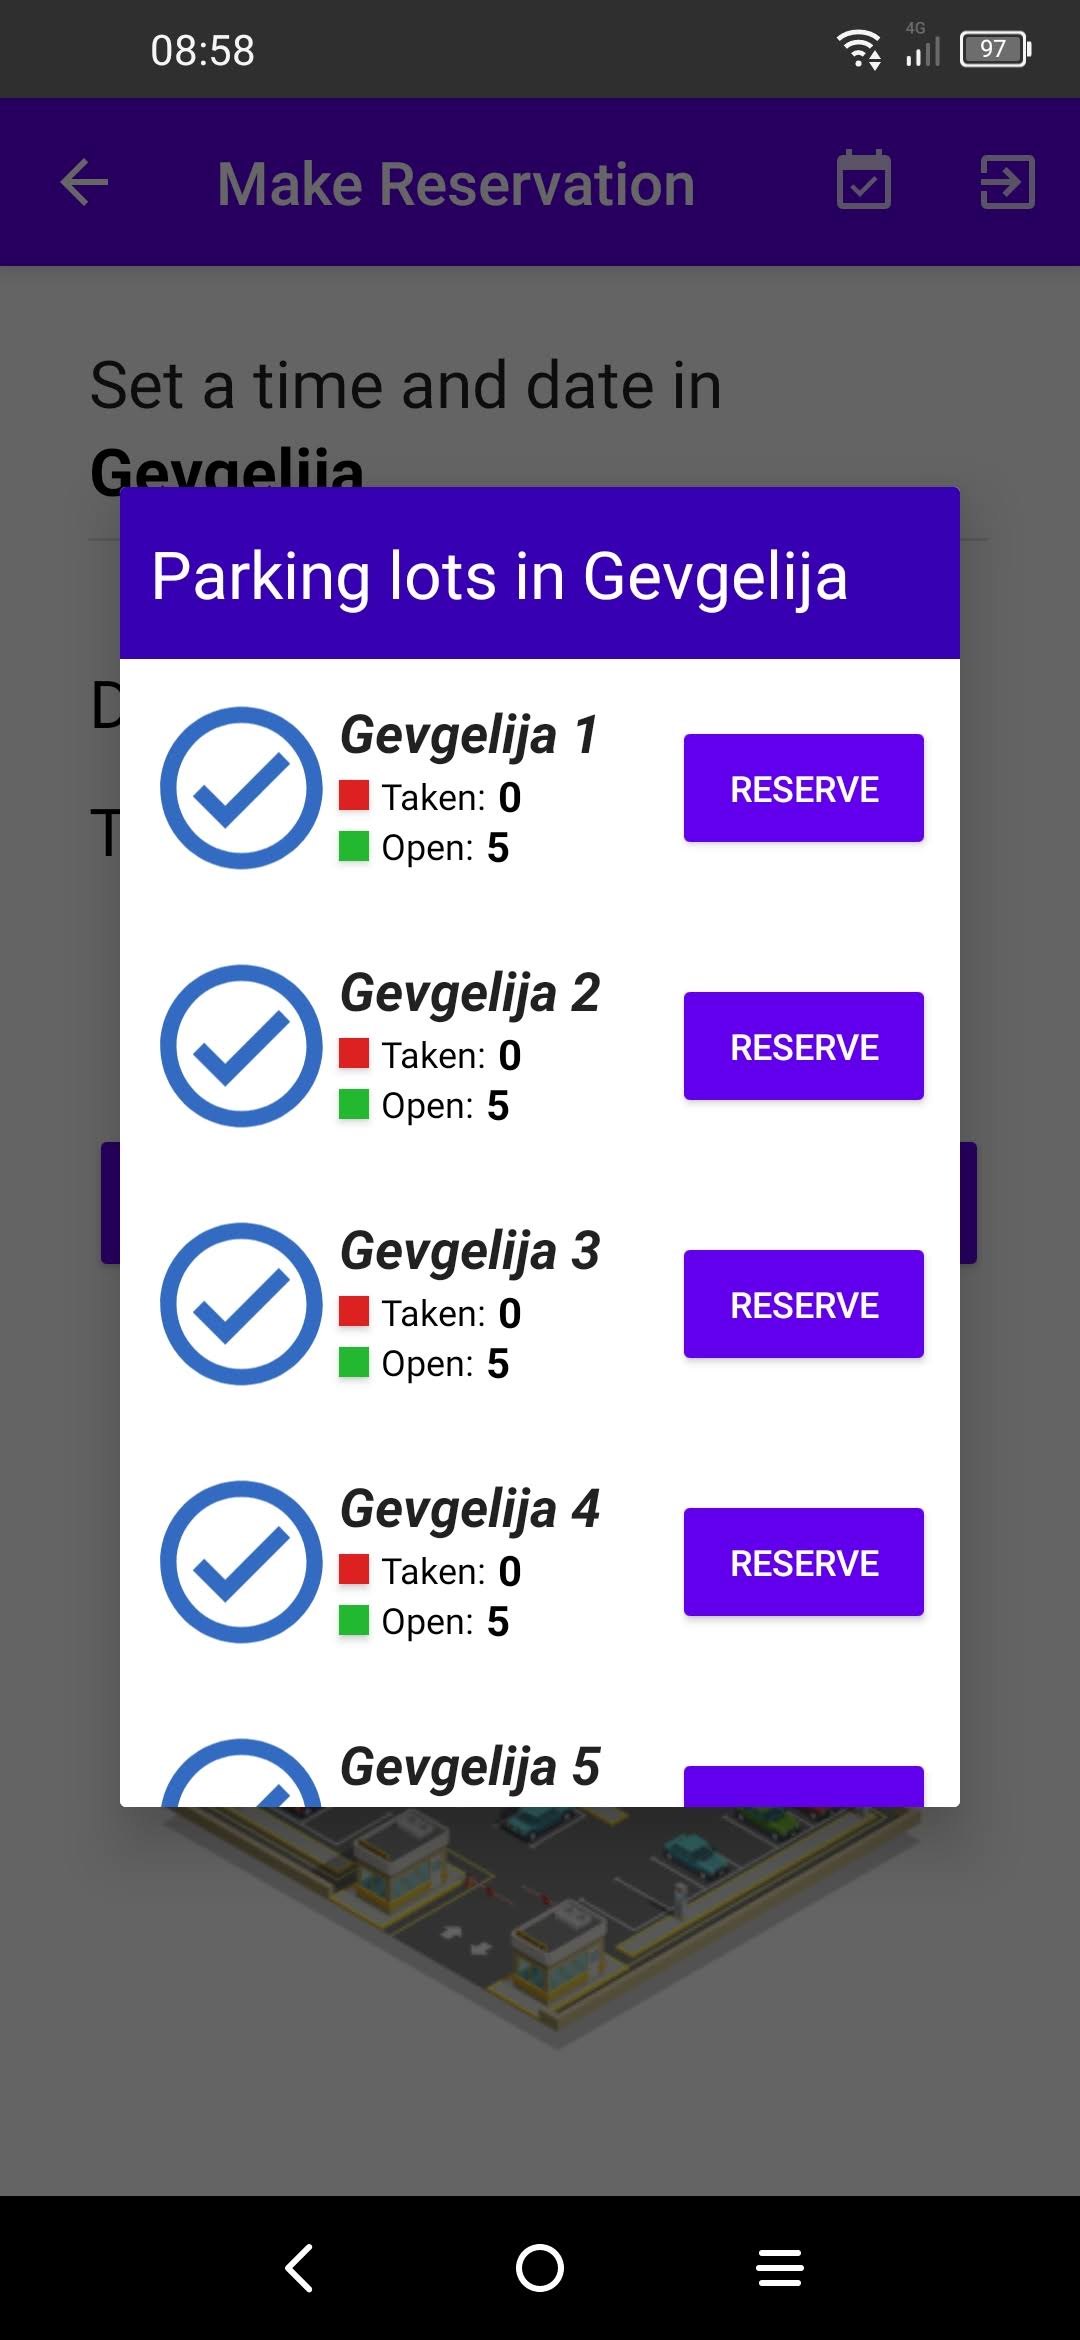 08:58
4G
97
Make Reservation
Set a time and date in
Gevgelija
Parking lots in Gevgelija
D
T
Gevgelija 1
Taken: 0
Open: 5
RESERVE
Gevgelija 2
Taken: 0
Open: 5
RESERVE
Gevgelija 3
Taken: 0
Open: 5
RESERVE
Gevgelija 4
Taken: 0
Open: 5
RESERVE
Gevgelija 5